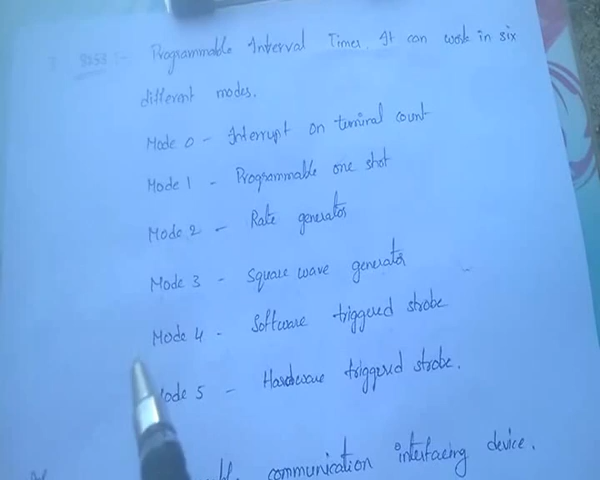 8253 :- Programmable Interval Timer. It can work in six
different modes.
Mode 0 - Interrupt on terminal count
Mode 1 - Programmable one shot
Mode 2 - Rate generator
Mode 3 - Square wave generator
Mode 4 - Software triggered strobe
Mode 5 - Hardware triggered strobe.
communication interfacing device.